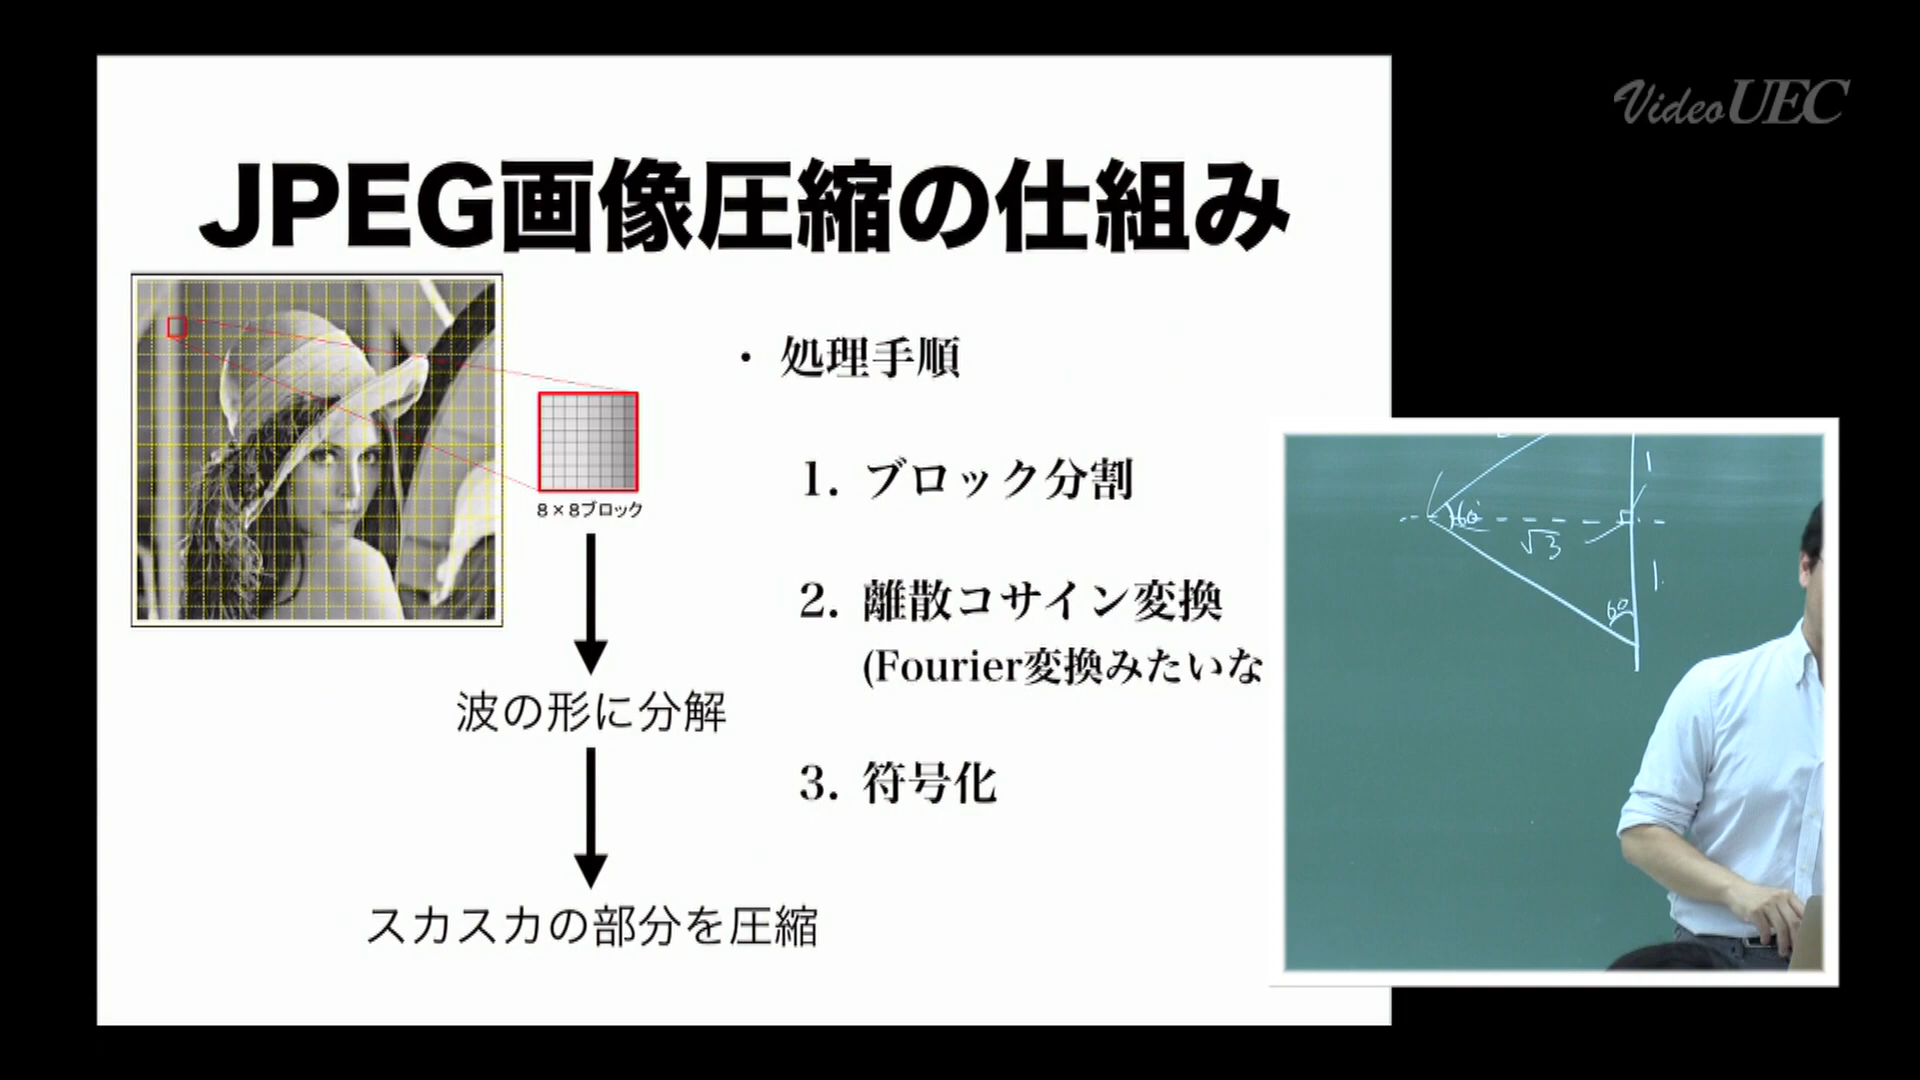 VideoUEC
JPEG画像圧縮の仕組み
・処理手順
1. ブロック分割
8×8ブロック
2. 離散コサイン変換
(Fourier変換みたいな
波の形に分解
3. 符号化
スカスカの部分を圧縮
1
60°
√3
1
60